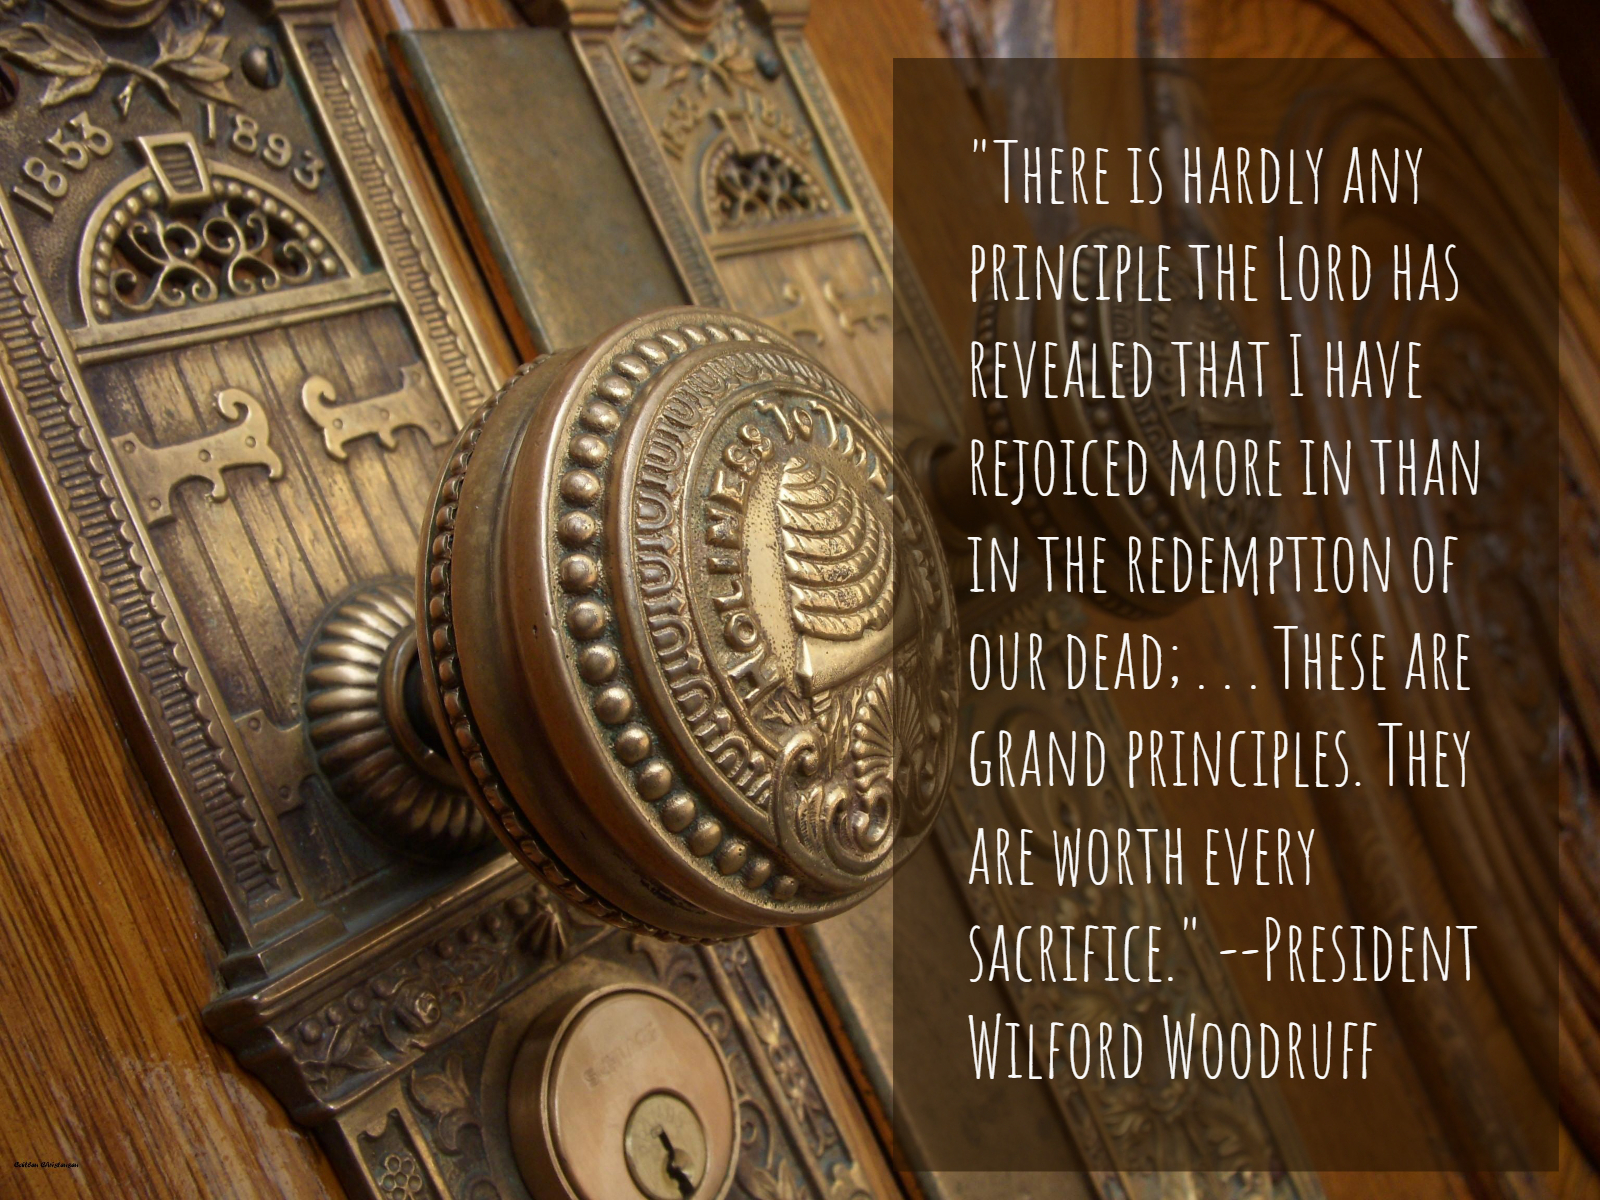 1853 1893
HOLINESS TO
"There is hardly any
principle the Lord has
revealed that I have
rejoiced more in than
in the redemption of
our dead; . . . These are
grand principles. They
are worth every
sacrifice." --President
Wilford Woodruff